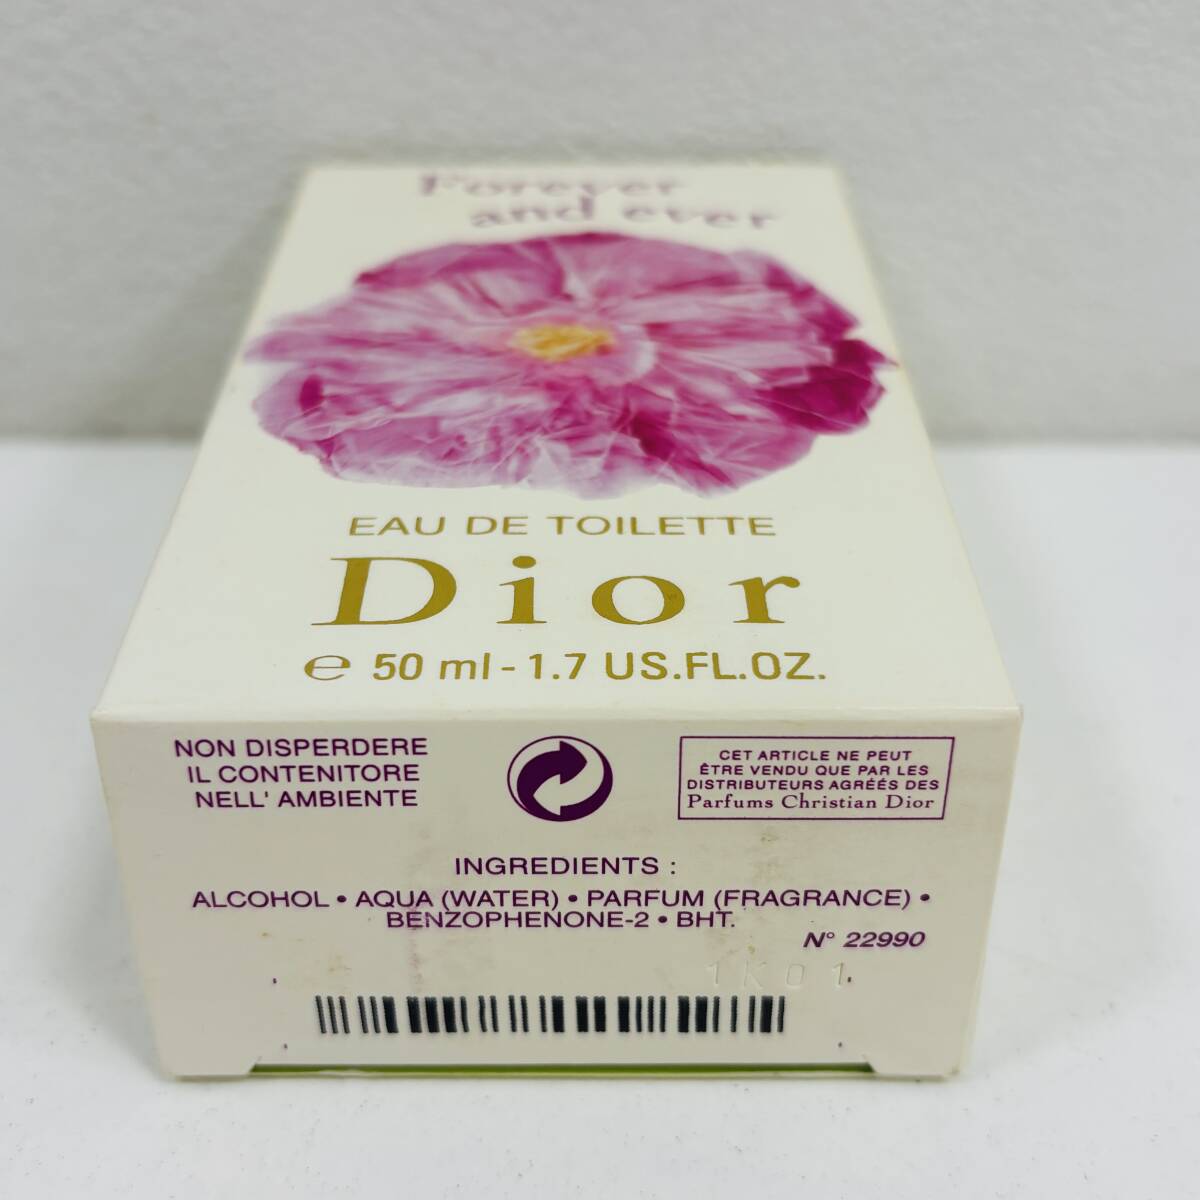 Forever
and ever
EAU DE TOILETTE
Dior
℮ 50 ml - 1.7 US.FL.OZ.
NON DISPERDERE
IL CONTENITORE
NELL' AMBIENTE
CET ARTICLE NE PEUT
ÊTRE VENDU QUE PAR LES
DISTRIBUTEURS AGRÉÉS DES
Parfums Christian Dior
INGREDIENTS :
ALCOHOL • AQUA (WATER) • PARFUM (FRAGRANCE) •
BENZOPHENONE-2 • BHT.
N° 22990
1K01